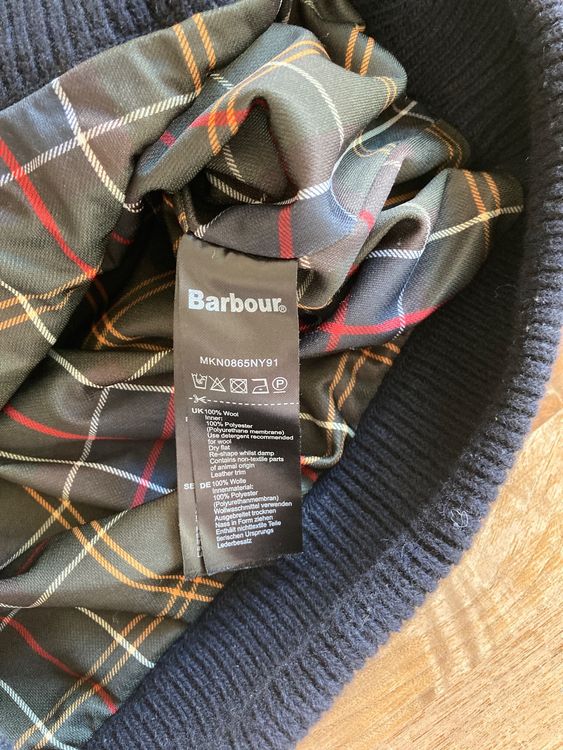 Barbour®
MKN0865NY91
UK 100% Wool
Inner:
100% Polyester
(Polyurethane membrane)
Use detergent recommended
for wool
Dry flat
Re-shape whilst damp
Contains non-textile parts
of animal origin
Leather trim
SE
DE 100% Wolle
Innenmaterial:
100% Polyester
(Polyurethanmembran)
Wollwaschmittel verwenden
Ausgebreitet trocknen
Nass in Form ziehen
Enthält nichttextile Teile
tierischen Ursprungs
Lederbesatz